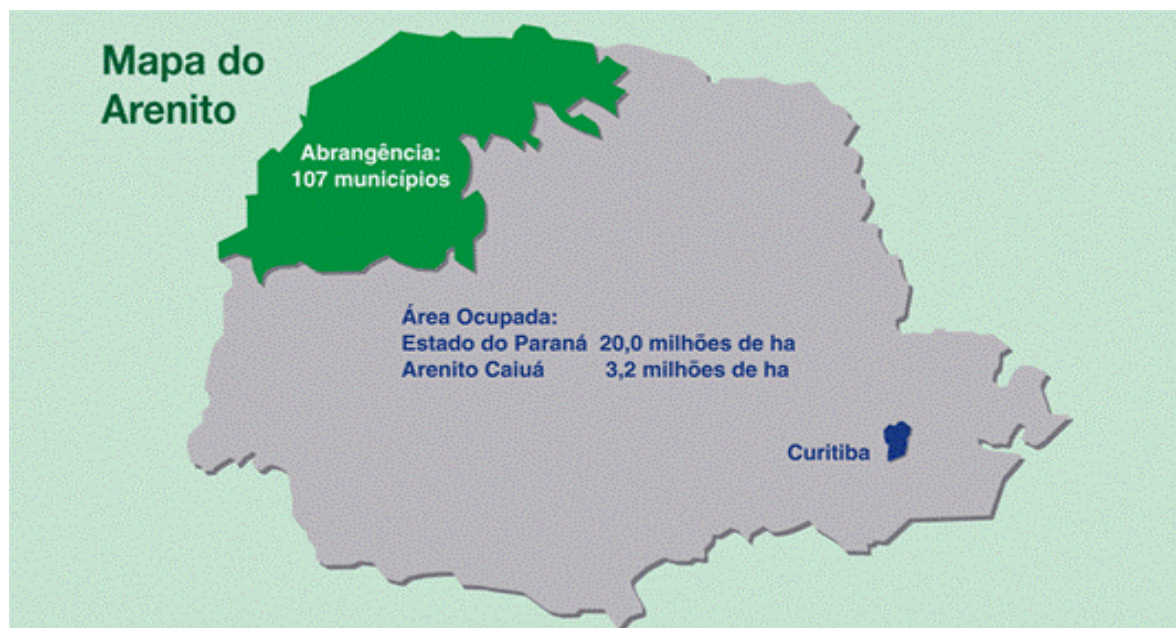 Mapa do
Arenito
Abrangência:
107 municípios
Área Ocupada:
Estado do Paraná 20,0 milhões de ha
Arenito Caiuá 3,2 milhões de ha
Curitiba